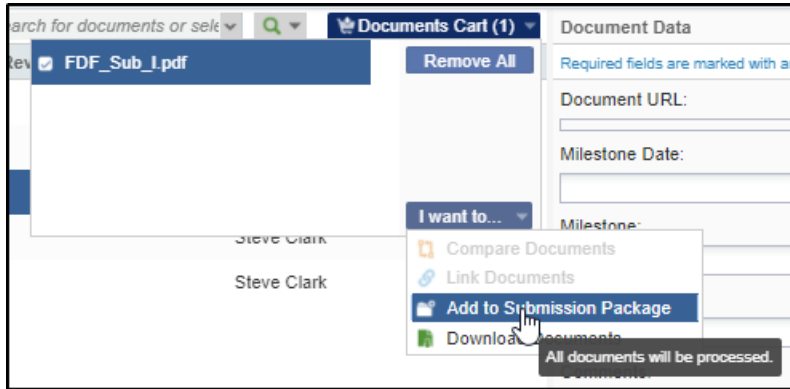 arch for documents or sele
Documents Cart (1)
Document Data
Rev
FDF_Sub_I.pdf
Remove All
Required fields are marked with a
Document URL:
Milestone Date:
I want to...
Milestone:
Steve Clark
Compare Documents
Steve Clark
Link Documents
Add to Submission Package
Download Documents
All documents will be processed.
Comments: